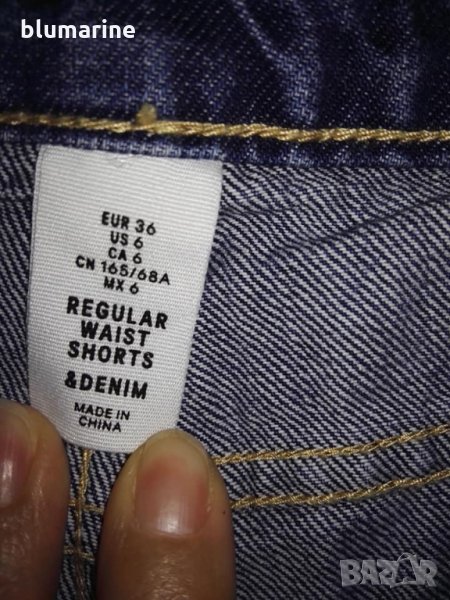 blumarine
EUR 36
US 6
CA 6
CN 165/68A
MX 6
REGULAR
WAIST
SHORTS
&DENIM
MADE IN
CHINA
BAZAR